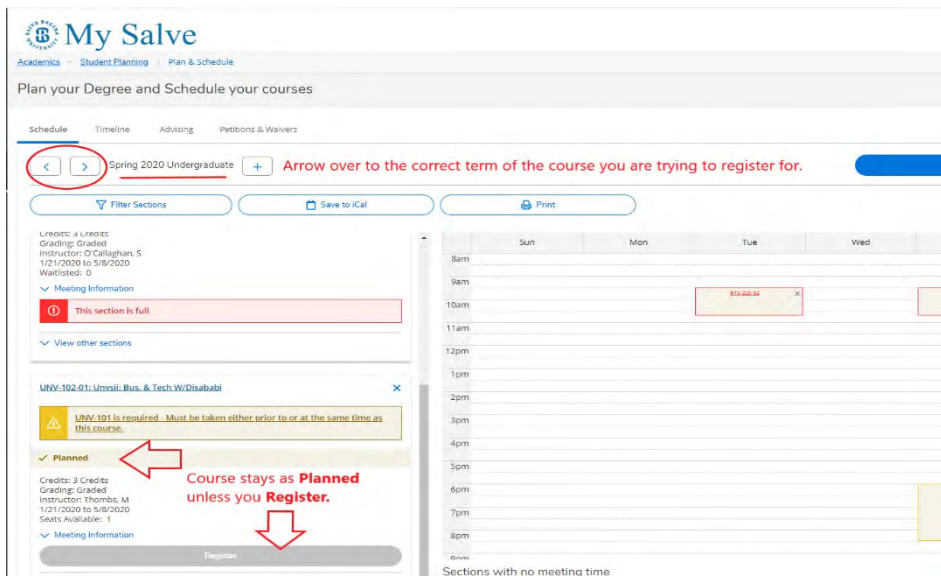 My Salve
Academics Student Planning Plan & Schedule
Plan your Degree and Schedule your courses
Schedule Timeline Advising Petitions & Waivers
< > Spring 2020 Undergraduate + Arrow over to the correct term of the course you are trying to register for.
Filter Sections Save to iCal Print
Credits: 3 Credits
Grading: Graded
Instructor: O'Callaghan, S
1/21/2020 to 5/8/2020
Waitlisted: 0
Meeting Information
This section is full
View other sections
UNV-102-01: Unvsii: Bus. & Tech W/Disababi
UNV-101 is required - Must be taken either prior to or at the same time as
this course.
Planned
Credits: 3 Credits
Grading: Graded
Instructor: Thombs, M
1/21/2020 to 5/8/2020
Seats Available: 1
Meeting Information
Register
Course stays as Planned
unless you Register.
Sun Mon Tue Wed
8am
9am
10am
11am
12pm
1pm
2pm
3pm
4pm
5pm
6pm
7pm
8pm
9pm
Sections with no meeting time